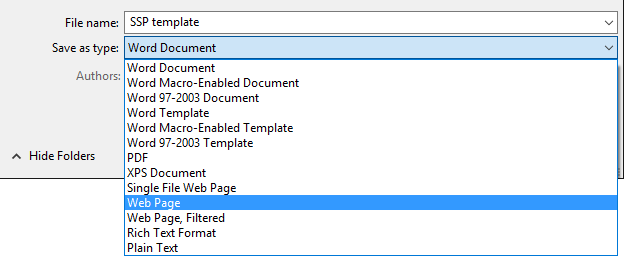 File name: SSP template
Save as type: Word Document
Authors:
Word Document
Word Macro-Enabled Document
Word 97-2003 Document
Word Template
Word Macro-Enabled Template
Word 97-2003 Template
PDF
XPS Document
Single File Web Page
Web Page
Web Page, Filtered
Rich Text Format
Plain Text
Hide Folders